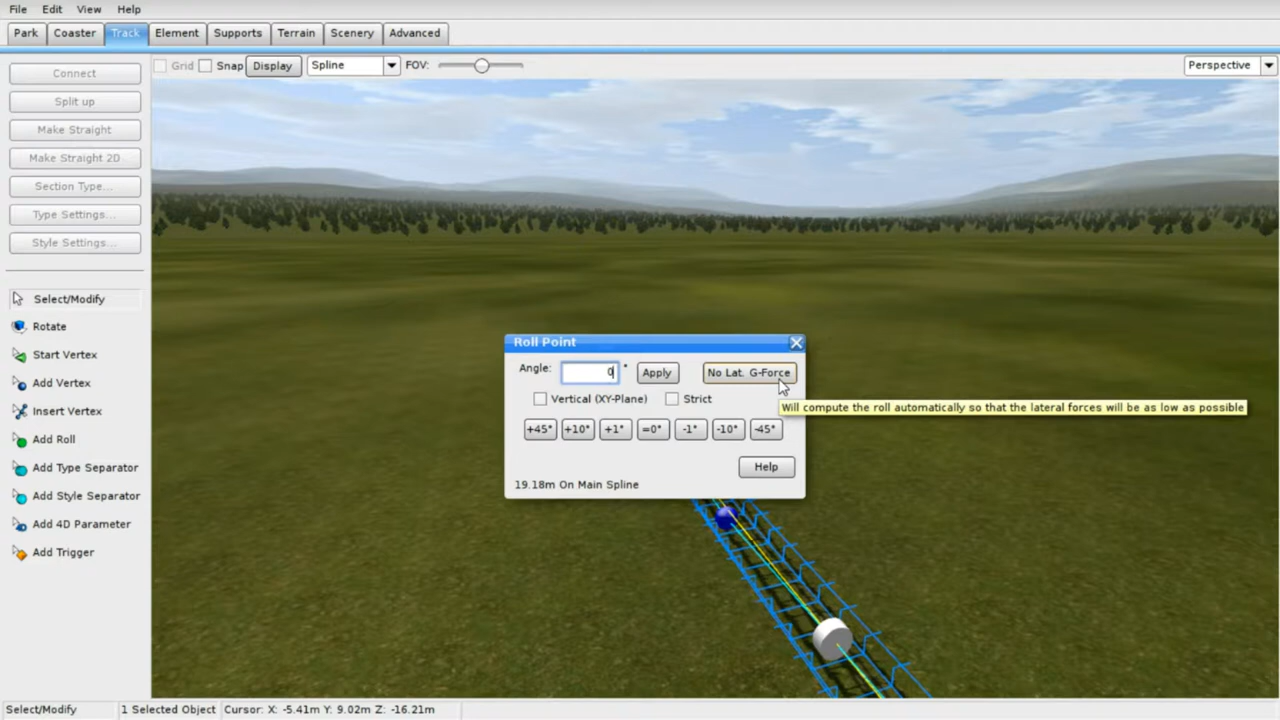 File Edit View Help
Park Coaster Track Element Supports Terrain Scenery Advanced
Grid Snap Display Spline FOV: Perspective
Connect
Split up
Make Straight
Make Straight 2D
Section Type...
Type Settings...
Style Settings...
Select/Modify
Rotate
Start Vertex
Add Vertex
Insert Vertex
Add Roll
Add Type Separator
Add Style Separator
Add 4D Parameter
Add Trigger
Roll Point
Angle: 0 ° Apply No Lat. G-Force
Vertical (XY-Plane) Strict
Will compute the roll automatically so that the lateral forces will be as low as possible
+45° +10° +1° =0° -1° -10° -45°
Help
19.18m On Main Spline
Select/Modify 1 Selected Object Cursor: X: -5.41m Y: 9.02m Z: -16.21m